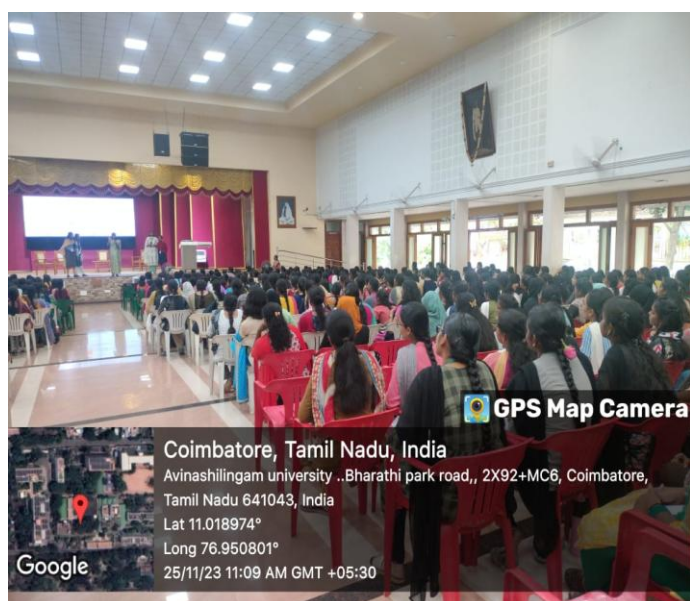 GPS Map Camera
Coimbatore, Tamil Nadu, India
Avinashilingam university ..Bharathi park road,, 2X92+MC6, Coimbatore,
Tamil Nadu 641043, India
Lat 11.018974°
Long 76.950801°
25/11/23 11:09 AM GMT +05:30
Google